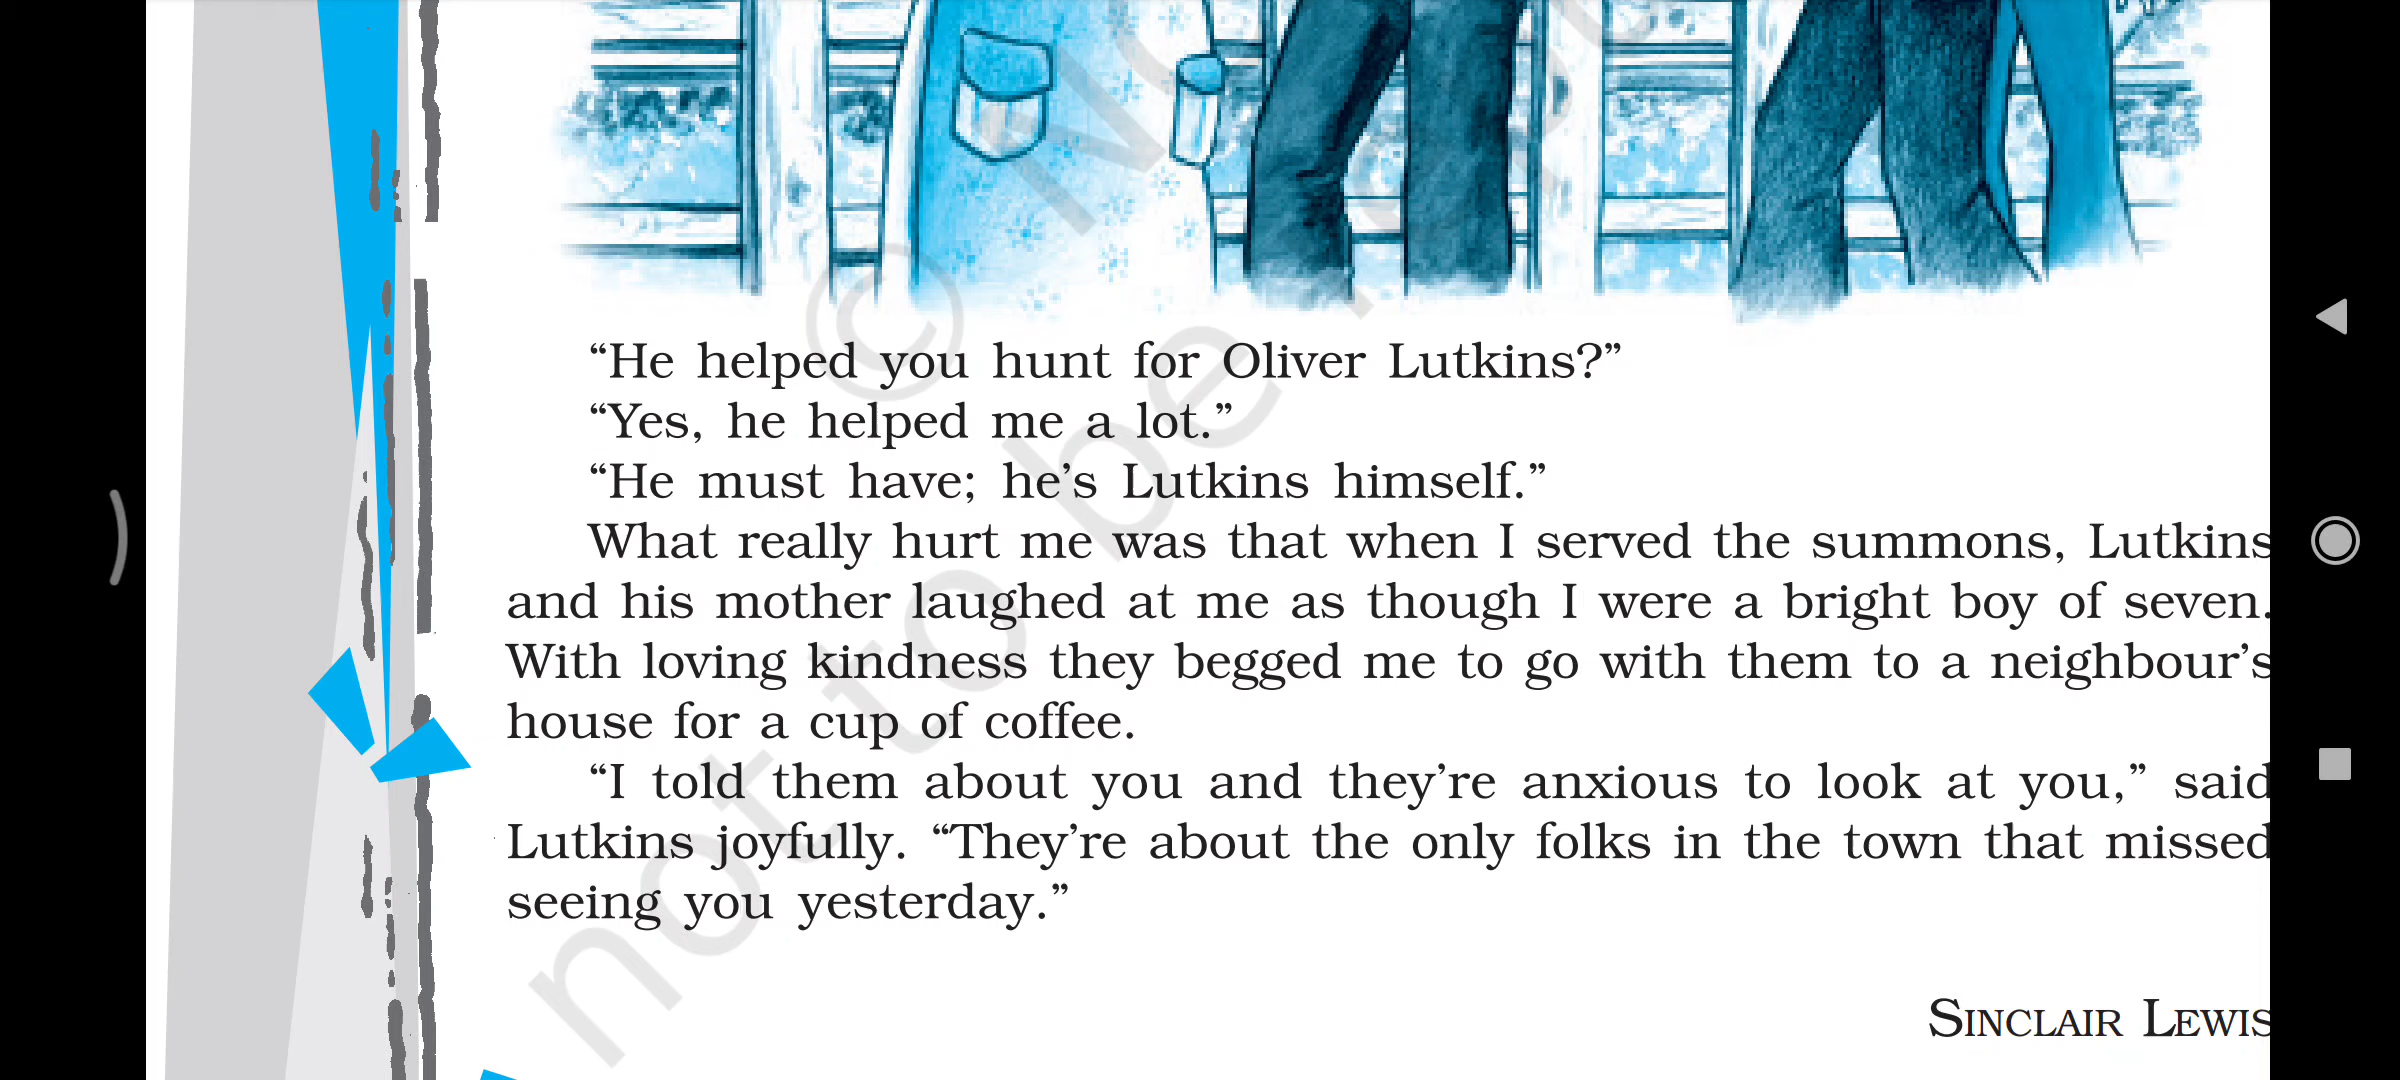 “He helped you hunt for Oliver Lutkins?”
“Yes, he helped me a lot.”
“He must have; he’s Lutkins himself.”
What really hurt me was that when I served the summons, Lutkins
and his mother laughed at me as though I were a bright boy of seven.
With loving kindness they begged me to go with them to a neighbour’s
house for a cup of coffee.
“I told them about you and they’re anxious to look at you,” said
Lutkins joyfully. “They’re about the only folks in the town that missed
seeing you yesterday.”
SINCLAIR LEWIS
©
not to be